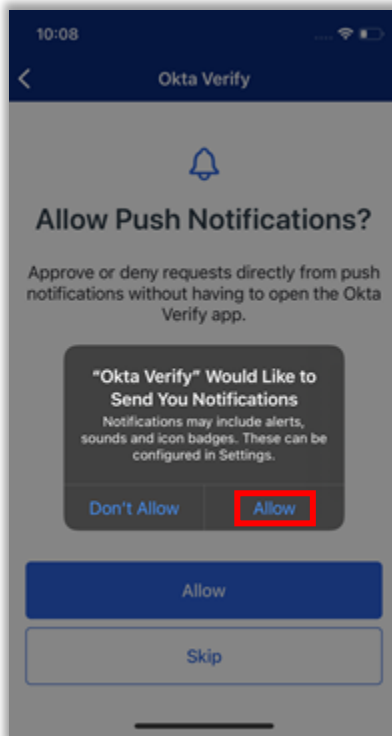 10:08
Okta Verify
Allow Push Notifications?
Approve or deny requests directly from push
notifications without having to open the Okta
Verify app.
"Okta Verify" Would Like to
Send You Notifications
Notifications may include alerts,
sounds and icon badges. These can be
configured in Settings.
Don't Allow
Allow
Allow
Skip